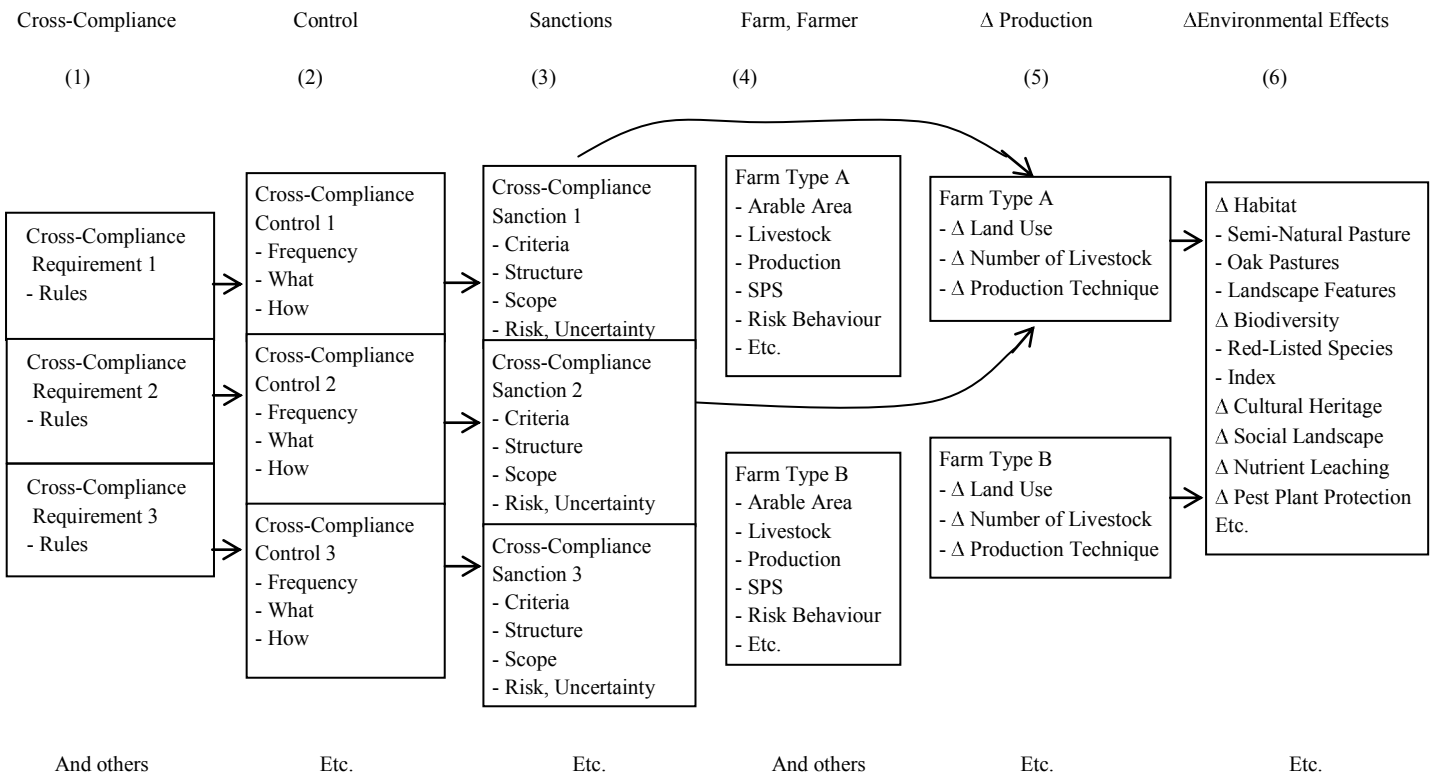 Cross-Compliance
Control
Sanctions
Farm, Farmer
Δ Production
ΔEnvironmental Effects
(1)
(2)
(3)
(4)
(5)
(6)
Cross-Compliance
Requirement 1
- Rules
Cross-Compliance
Requirement 2
- Rules
Cross-Compliance
Requirement 3
- Rules
Cross-Compliance
Control 1
- Frequency
- What
- How
Cross-Compliance
Control 2
- Frequency
- What
- How
Cross-Compliance
Control 3
- Frequency
- What
- How
Cross-Compliance
Sanction 1
- Criteria
- Structure
- Scope
- Risk, Uncertainty
Cross-Compliance
Sanction 2
- Criteria
- Structure
- Scope
- Risk, Uncertainty
Cross-Compliance
Sanction 3
- Criteria
- Structure
- Scope
- Risk, Uncertainty
Farm Type A
- Arable Area
- Livestock
- Production
- SPS
- Risk Behaviour
- Etc.
Farm Type B
- Arable Area
- Livestock
- Production
- SPS
- Risk Behaviour
- Etc.
Farm Type A
- Δ Land Use
- Δ Number of Livestock
- Δ Production Technique
Farm Type B
- Δ Land Use
- Δ Number of Livestock
- Δ Production Technique
Δ Habitat
- Semi-Natural Pasture
- Oak Pastures
- Landscape Features
Δ Biodiversity
- Red-Listed Species
- Index
Δ Cultural Heritage
Δ Social Landscape
Δ Nutrient Leaching
Δ Pest Plant Protection
Etc.
And others
Etc.
Etc.
And others
Etc.
Etc.